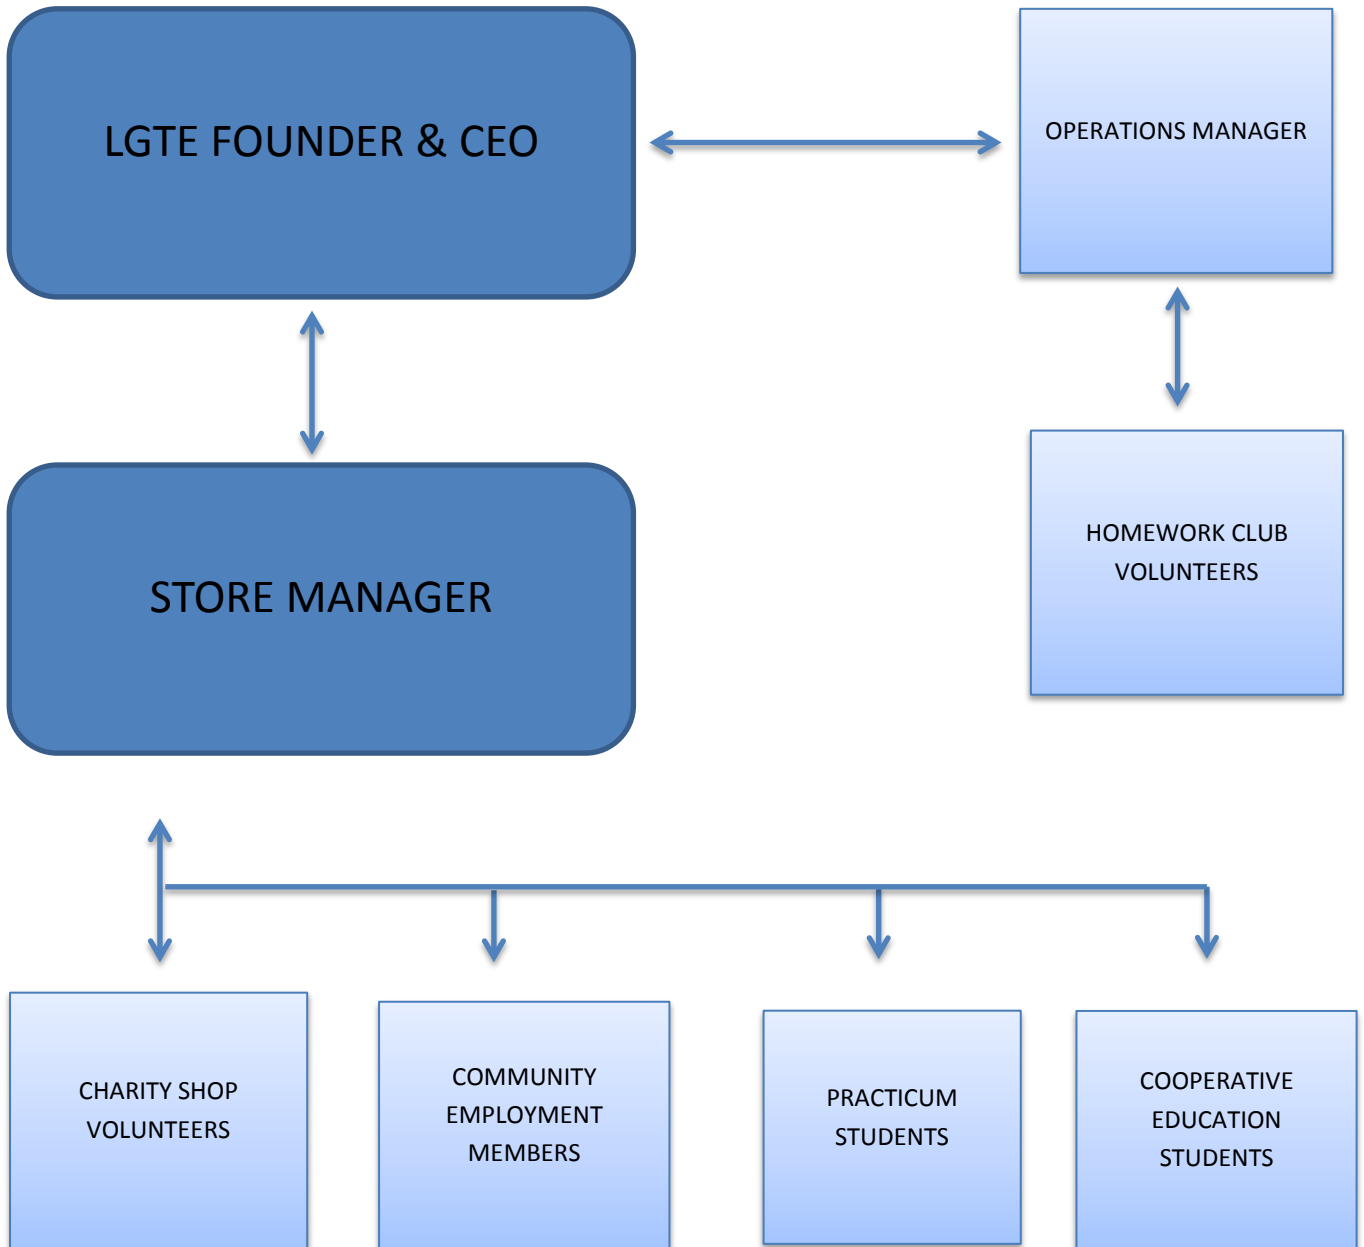 LGTE FOUNDER & CEO
OPERATIONS MANAGER
STORE MANAGER
HOMEWORK CLUB
VOLUNTEERS
CHARITY SHOP
VOLUNTEERS
COMMUNITY
EMPLOYMENT
MEMBERS
PRACTICUM
STUDENTS
COOPERATIVE
EDUCATION
STUDENTS